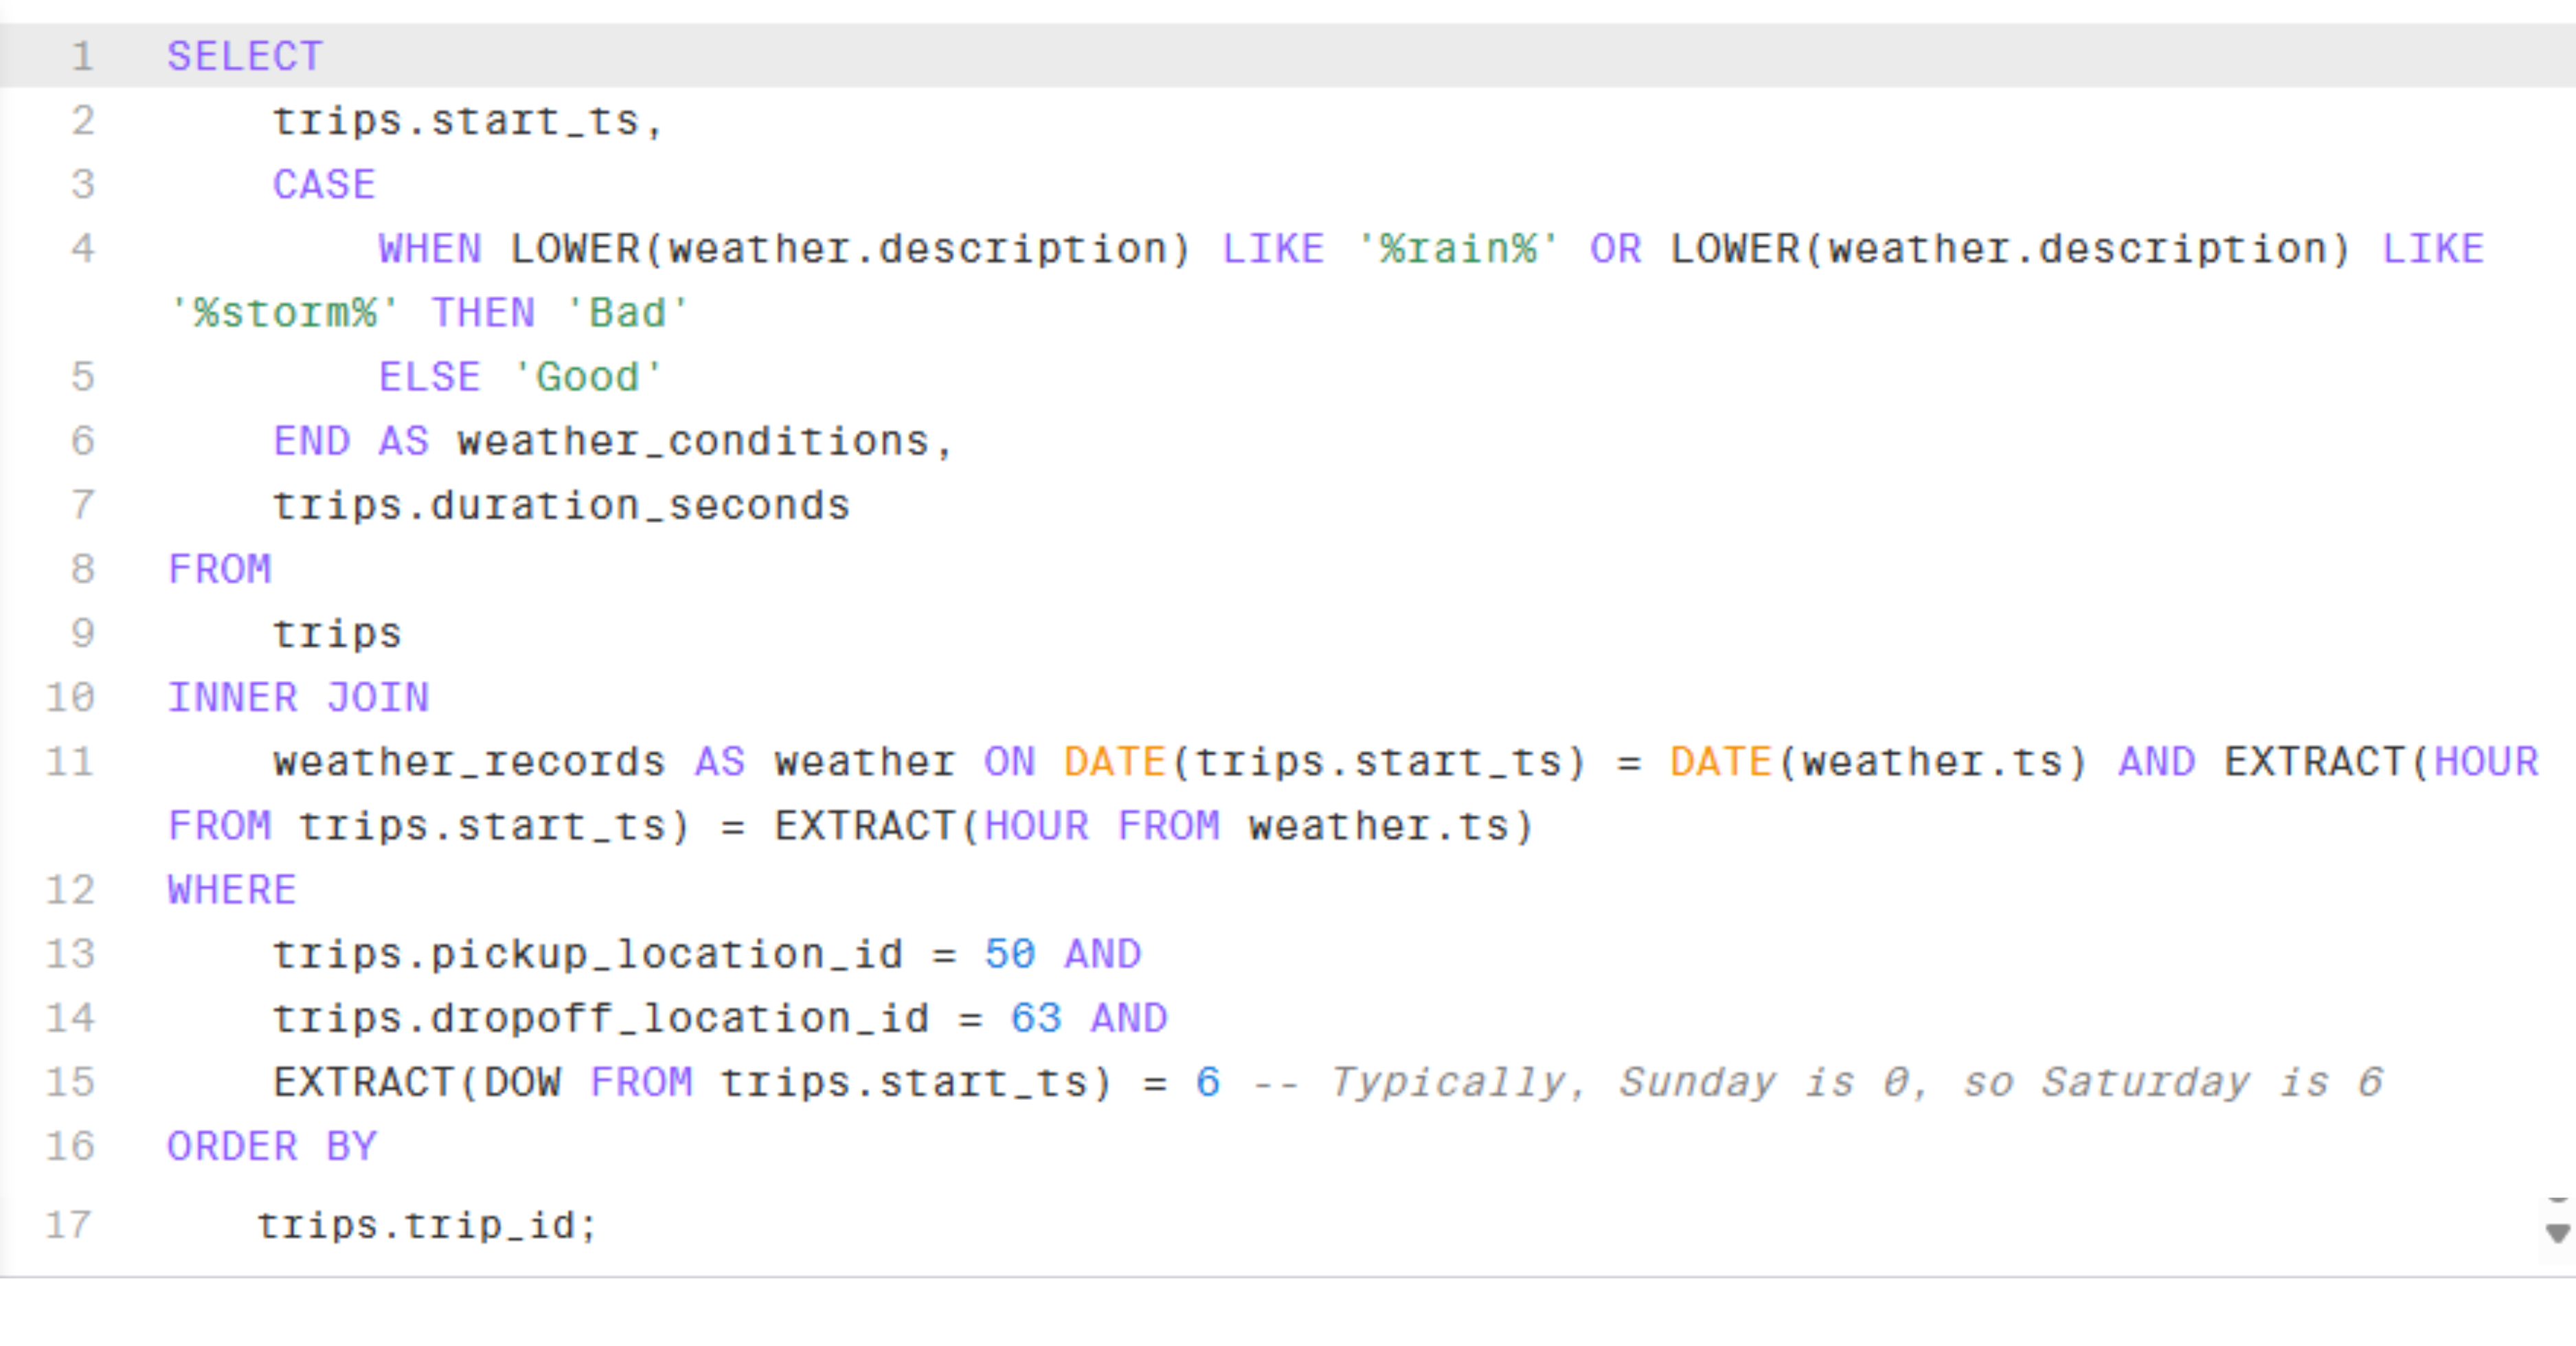 1 SELECT
2 trips.start_ts,
3 CASE
4 WHEN LOWER(weather.description) LIKE '%rain%' OR LOWER(weather.description) LIKE
'%storm%' THEN 'Bad'
5 ELSE 'Good'
6 END AS weather_conditions,
7 trips.duration_seconds
8 FROM
9 trips
10 INNER JOIN
11 weather_records AS weather ON DATE(trips.start_ts) = DATE(weather.ts) AND EXTRACT(HOUR
FROM trips.start_ts) = EXTRACT(HOUR FROM weather.ts)
12 WHERE
13 trips.pickup_location_id = 50 AND
14 trips.dropoff_location_id = 63 AND
15 EXTRACT(DOW FROM trips.start_ts) = 6 -- Typically, Sunday is 0, so Saturday is 6
16 ORDER BY
17 trips.trip_id;